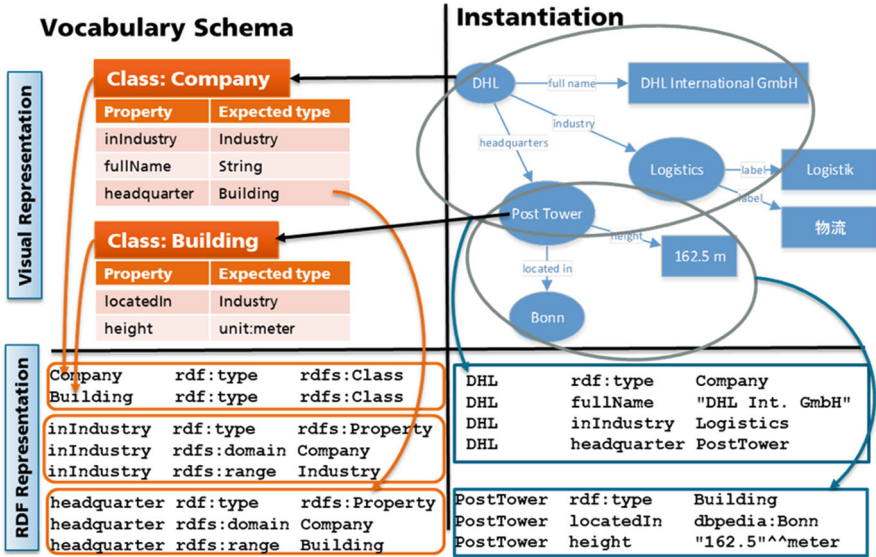 Vocabulary Schema
Instantiation
Visual Representation
Class: Company
Property Expected type
inIndustry Industry
fullName String
headquarter Building
Class: Building
Property Expected type
locatedIn Industry
height unit:meter
DHL
full name
DHL International GmbH
industry
headquarters
Logistics
label
Logistik
label
物流
Post Tower
height
162.5 m
located in
Bonn
RDF Representation
Company rdf:type rdfs:Class
Building rdf:type rdfs:Class
inIndustry rdf:type rdfs:Property
inIndustry rdfs:domain Company
inIndustry rdfs:range Industry
headquarter rdf:type rdfs:Property
headquarter rdfs:domain Company
headquarter rdfs:range Building
DHL rdf:type Company
DHL fullName "DHL Int. GmbH"
DHL inIndustry Logistics
DHL headquarter PostTower
PostTower rdf:type Building
PostTower locatedIn dbpedia:Bonn
PostTower height "162.5"^^meter